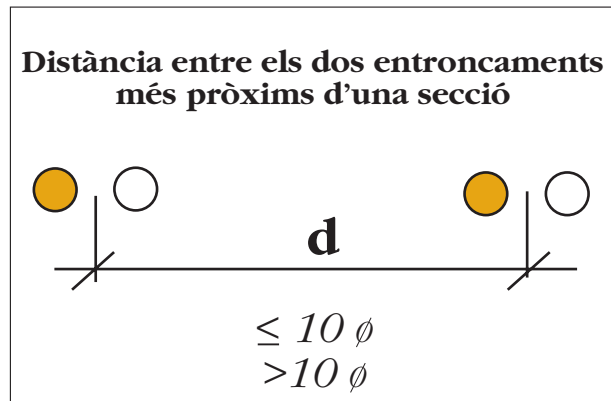 Distància entre els dos entroncaments
més pròxims d’una secció
d
≤ 10 ø
>10 ø